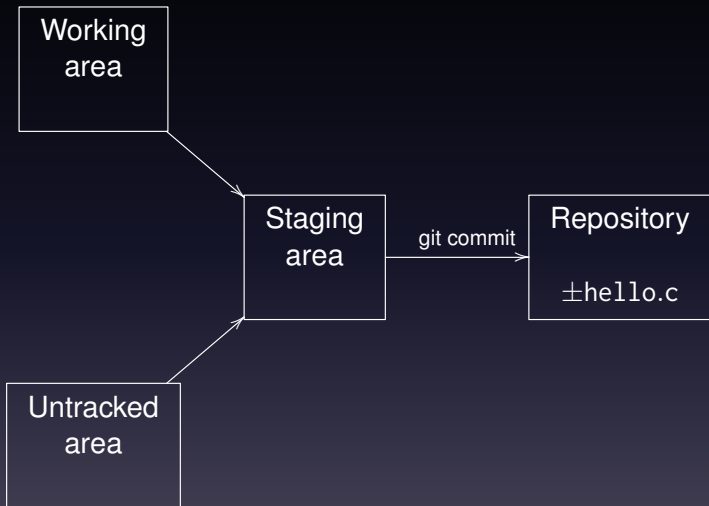 Working
area
Staging
area
git commit
Repository
±hello.c
Untracked
area